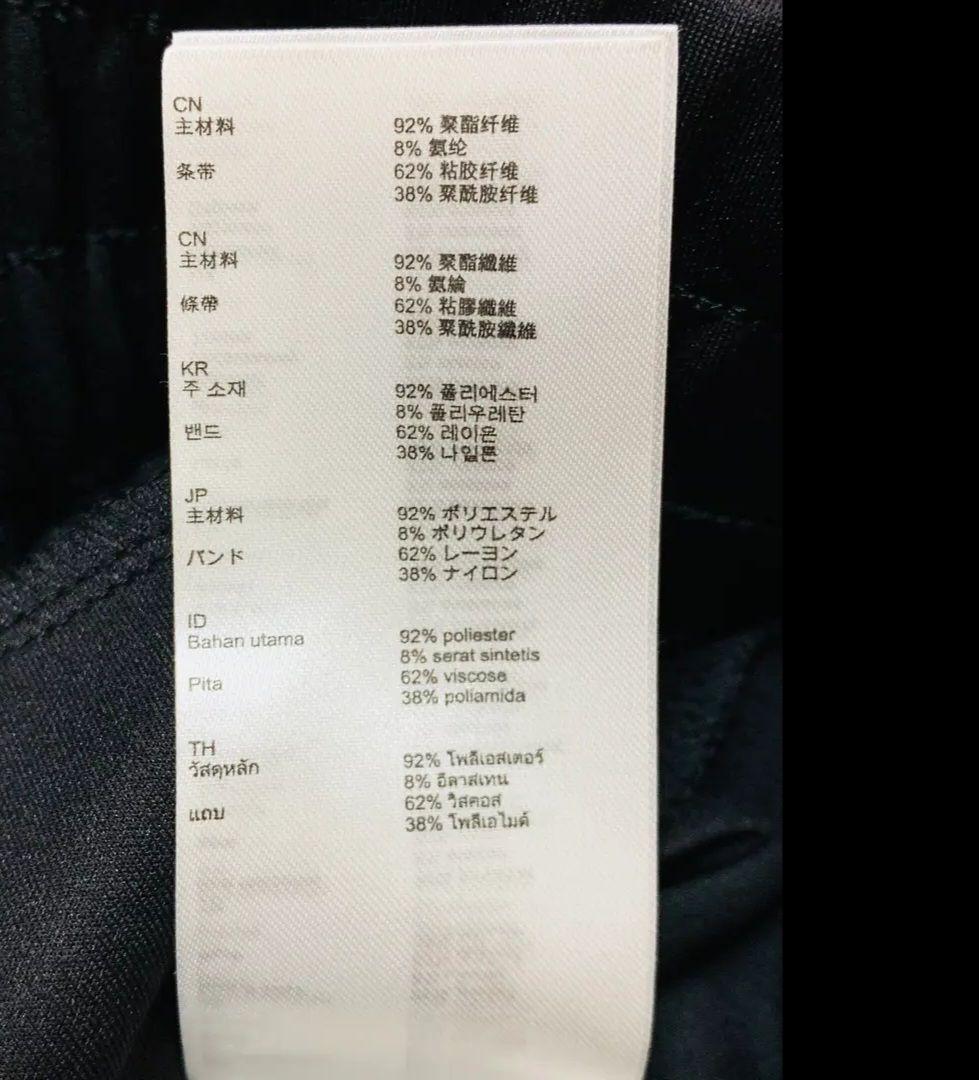 CN
主材料 92% 聚酯纤维
8% 氨纶
条带 62% 粘胶纤维
38% 聚酰胺纤维
CN
主材料 92% 聚酯纖維
8% 氨綸
條帶 62% 粘膠纖維
38% 聚酰胺纖維
KR
주 소재 92% 폴리에스터
8% 폴리우레탄
밴드 62% 레이온
38% 나일론
JP
主材料 92% ポリエステル
8% ポリウレタン
バンド 62% レーヨン
38% ナイロン
ID
Bahan utama 92% poliester
8% serat sintetis
Pita 62% viscose
38% poliamida
TH
วัสดุหลัก 92% โพลีเอสเตอร์
8% อีลาสเทน
แถบ 62% วิสคอส
38% โพลีเอไมด์